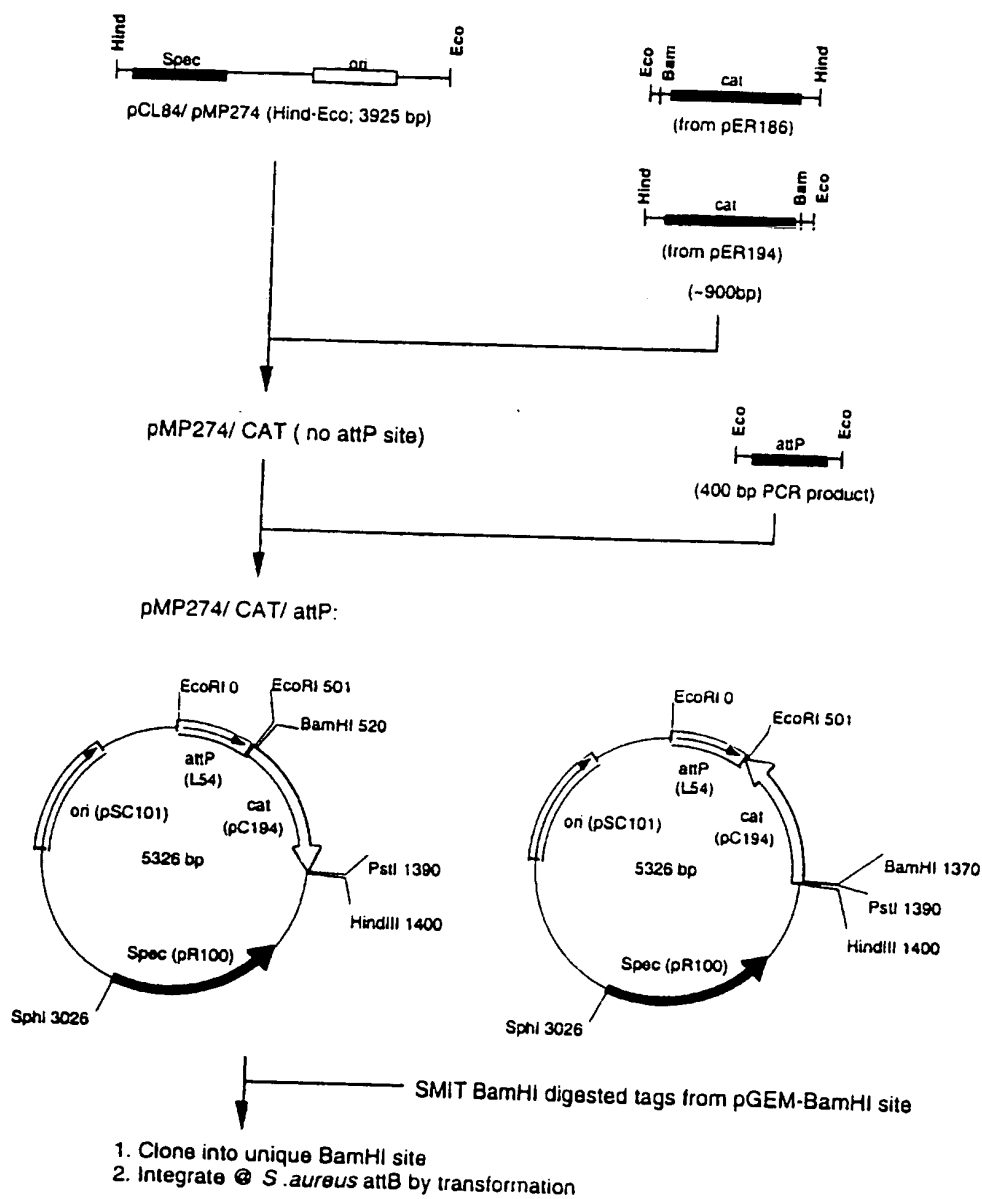 Hind
Spec
ori
Eco
pCL84/ pMP274 (Hind-Eco; 3925 bp)
Eco
Bam
cat
Hind
(from pER186)
Hind
cat
Bam
Eco
(from pER194)
(~900bp)
pMP274/ CAT ( no attP site)
Eco
attP
Eco
(400 bp PCR product)
pMP274/ CAT/ attP:
EcoRI 0
EcoRI 501
BamHI 520
attP
(L54)
cat
(pC194)
ori (pSC101)
5326 bp
PstI 1390
HindIII 1400
Spec (pR100)
SphI 3026
EcoRI 0
EcoRI 501
attP
(L54)
cat
(pC194)
ori (pSC101)
5326 bp
BamHI 1370
PstI 1390
HindIII 1400
Spec (pR100)
SphI 3026
SMIT BamHI digested tags from pGEM-BamHI site
1. Clone into unique BamHI site
2. Integrate @ S .aureus attB by transformation